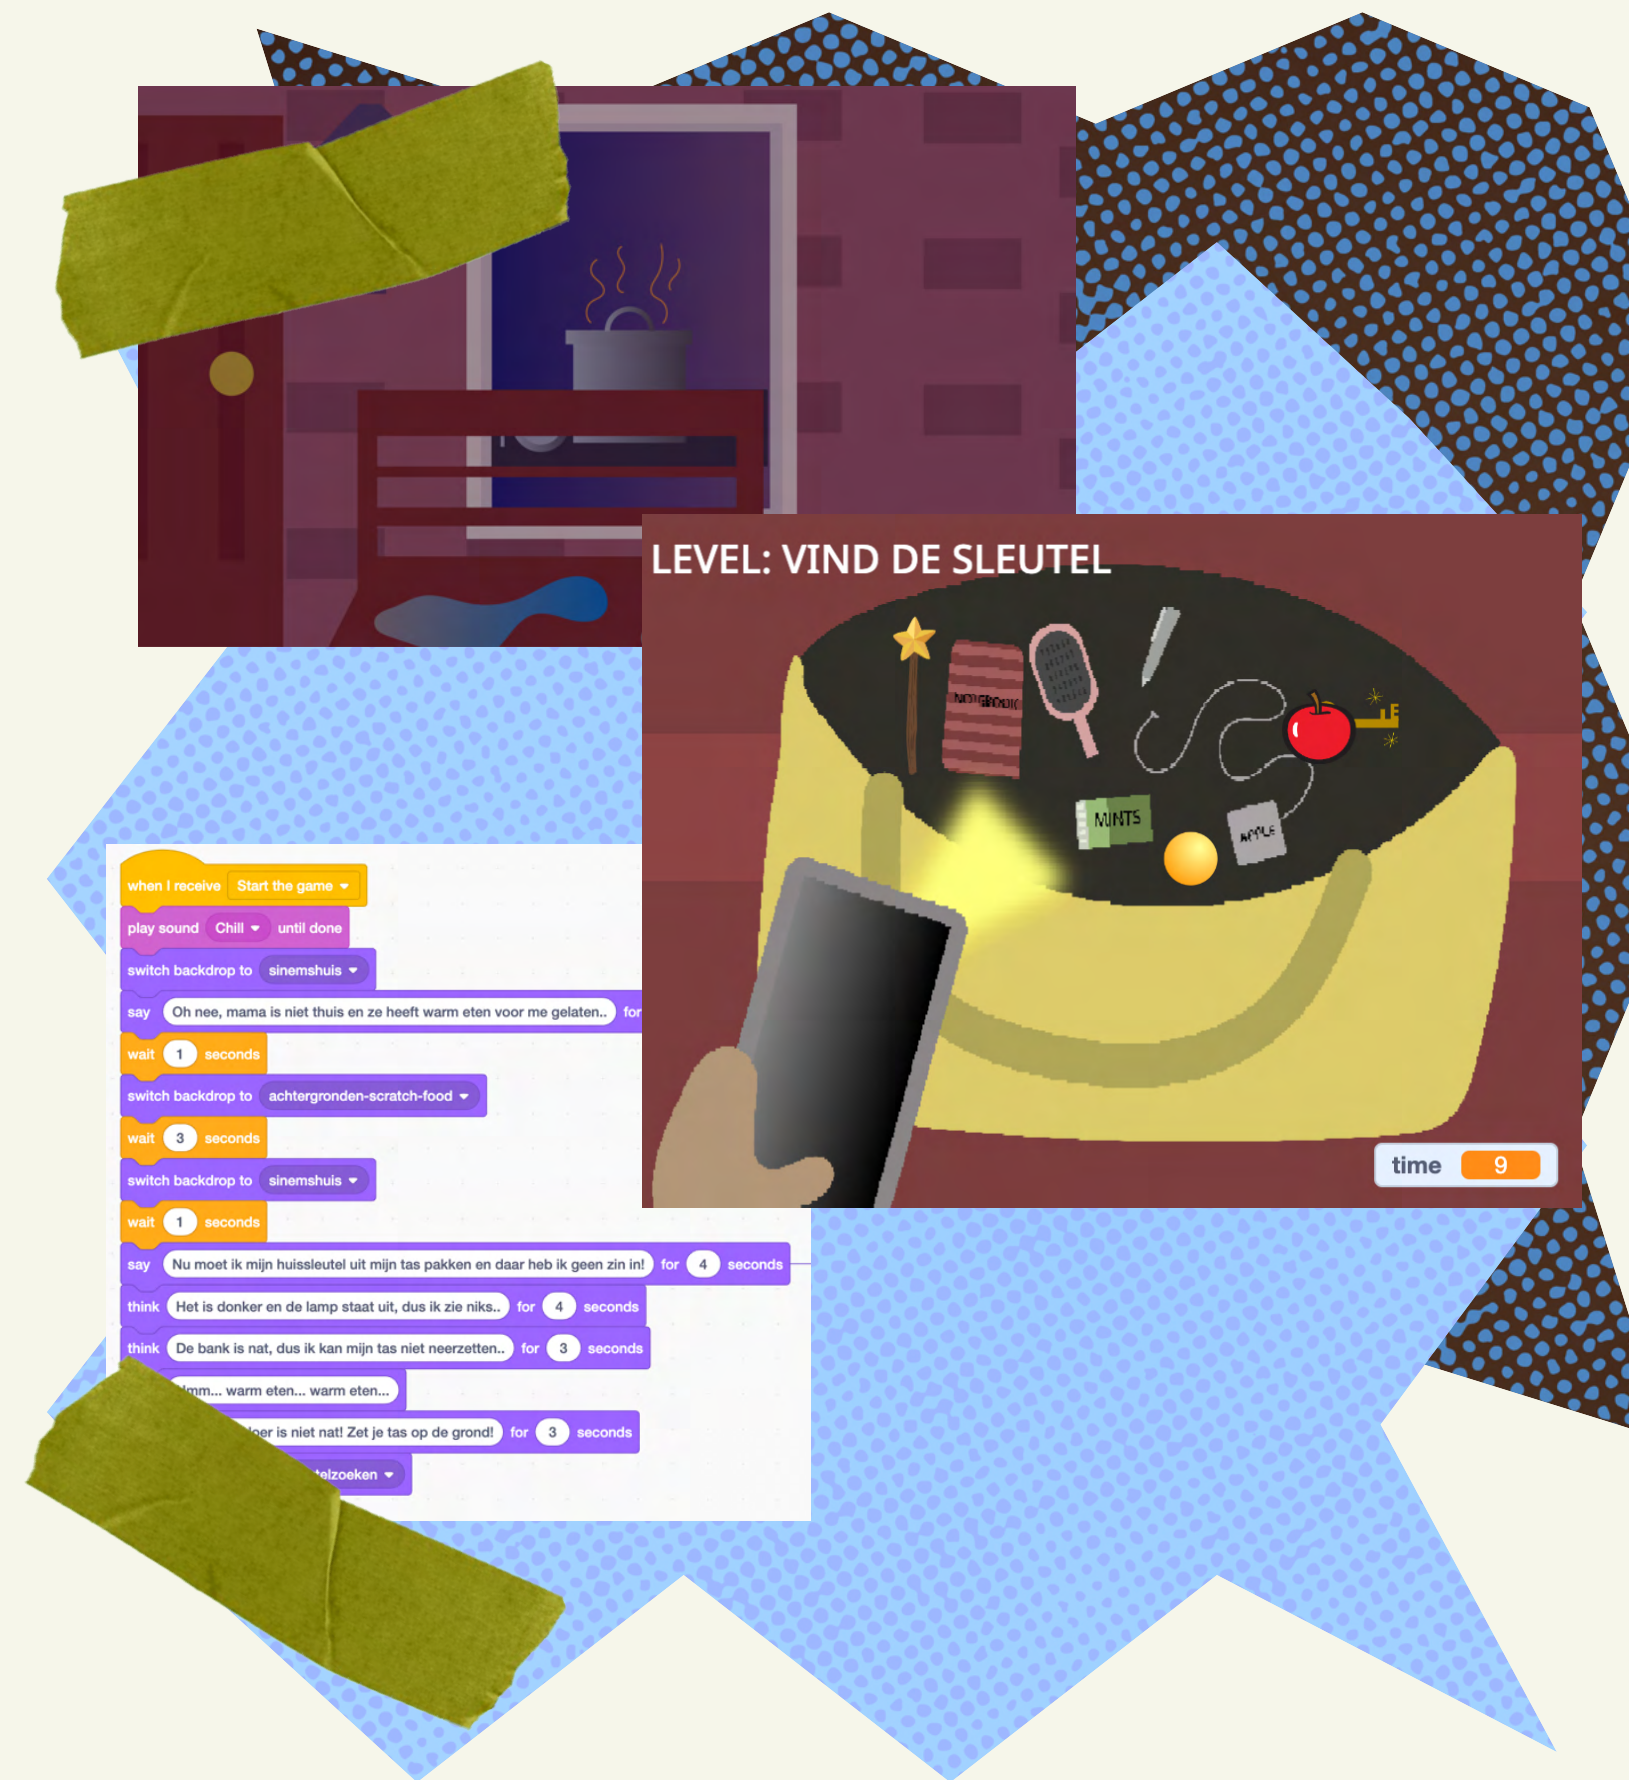 LEVEL: VIND DE SLEUTEL
NOTEBOOK
MINTS
APPLE
time 9
when I receive Start the game
play sound Chill until done
switch backdrop to sinemshuis
say Oh nee, mama is niet thuis en ze heeft warm eten voor me gelaten.. for
wait 1 seconds
switch backdrop to achtergronden-scratch-food
wait 3 seconds
switch backdrop to sinemshuis
wait 1 seconds
say Nu moet ik mijn huissleutel uit mijn tas pakken en daar heb ik geen zin in! for 4 seconds
think Het is donker en de lamp staat uit, dus ik zie niks.. for 4 seconds
think De bank is nat, dus ik kan mijn tas niet neerzetten.. for 3 seconds
warm eten... warm eten...
is niet nat! Zet je tas op de grond! for 3 seconds
telzoeken